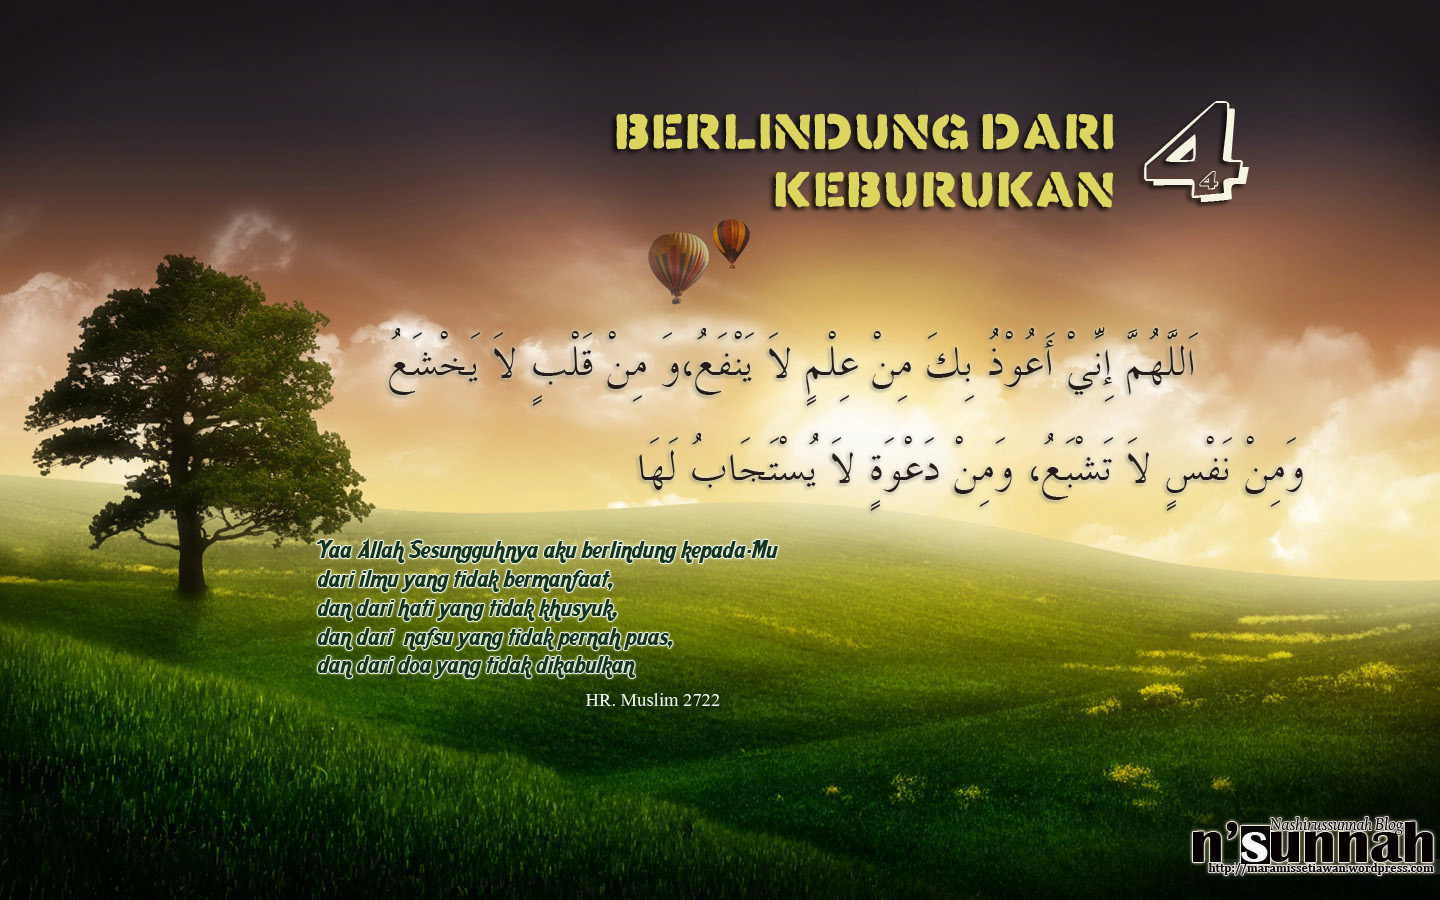 BERLINDUNG DARI
KEBURUKAN
4
4
اَللَّهُمَّ إِنِّيْ أَعُوْذُ بِكَ مِنْ عِلْمٍ لاَ يَنْفَعُ،وَ مِنْ قَلْبٍ لاَ يَخْشَعُ
وَمِنْ نَفْسٍ لاَ تَشْبَعُ، وَمِنْ دَعْوَةٍ لاَ يُسْتَجَابُ لَهَا
Yaa Allah Sesungguhnya aku berlindung kepada-Mu
dari ilmu yang tidak bermanfaat,
dan dari hati yang tidak khusyuk,
dan dari nafsu yang tidak pernah puas,
dan dari doa yang tidak dikabulkan
HR. Muslim 2722
Nashirussunnah Blog
n'sunnah
http://maramissetiawan.wordpress.com